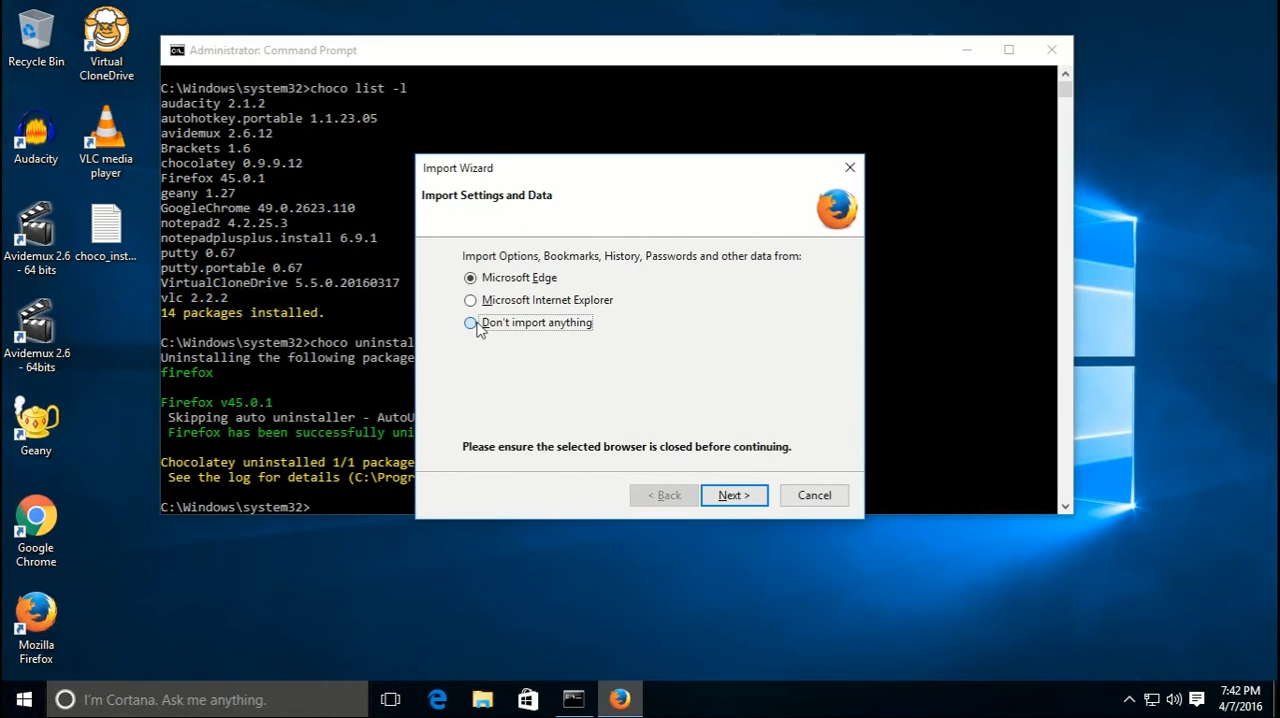 Recycle Bin
Virtual
CloneDrive
Audacity
VLC media
player
Avidemux 2.6
- 64 bits
choco_inst...
Avidemux 2.6
- 64bits
Geany
Google
Chrome
Mozilla
Firefox
Administrator: Command Prompt
C:\Windows\system32>choco list -l
audacity 2.1.2
autohotkey.portable 1.1.23.05
avidemux 2.6.12
Brackets 1.6
chocolatey 0.9.9.12
Firefox 45.0.1
geany 1.27
GoogleChrome 49.0.2623.110
notepad2 4.2.25.3
notepadplusplus.install 6.9.1
putty 0.67
putty.portable 0.67
VirtualCloneDrive 5.5.0.20160317
vlc 2.2.2
14 packages installed.
C:\Windows\system32>choco uninstal
Uninstalling the following package
firefox
Firefox v45.0.1
Skipping auto uninstaller - AutoU
Firefox has been successfully uni
Chocolatey uninstalled 1/1 package
See the log for details (C:\Progr
C:\Windows\system32>
Import Wizard
Import Settings and Data
Import Options, Bookmarks, History, Passwords and other data from:
Microsoft Edge
Microsoft Internet Explorer
Don't import anything
Please ensure the selected browser is closed before continuing.
< Back
Next >
Cancel
I'm Cortana. Ask me anything.
7:42 PM
4/7/2016